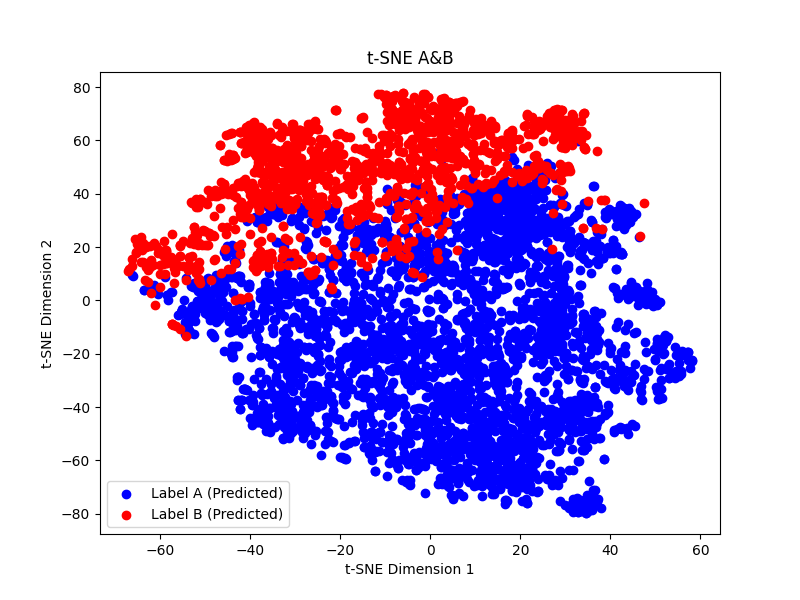 t-SNE A&B
t-SNE Dimension 2
80
60
40
20
0
−20
−40
−60
−80
Label A (Predicted)
Label B (Predicted)
−60 −40 −20 0 20 40 60
t-SNE Dimension 1